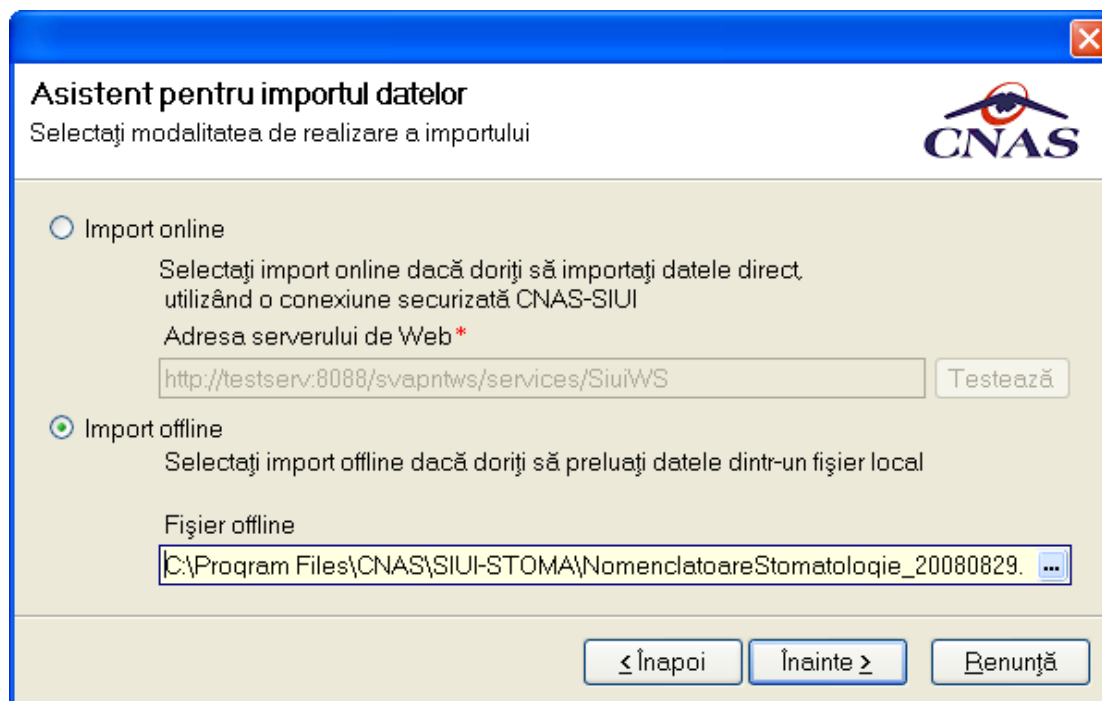 Asistent pentru importul datelor
Selectaţi modalitatea de realizare a importului
CNAS
Import online
Selectaţi import online dacă doriţi să importaţi datele direct,
utilizând o conexiune securizată CNAS-SIUI
Adresa serverului de Web*
http://testserv:8088/svapntws/services/SiuiWS
Testează
Import offline
Selectaţi import offline dacă doriţi să preluaţi datele dintr-un fişier local
Fişier offline
C:\Program Files\CNAS\SIUI-STOMA\NomenclatoareStomatologie_20080829.
...
< Înapoi
Înainte >
Renunţă